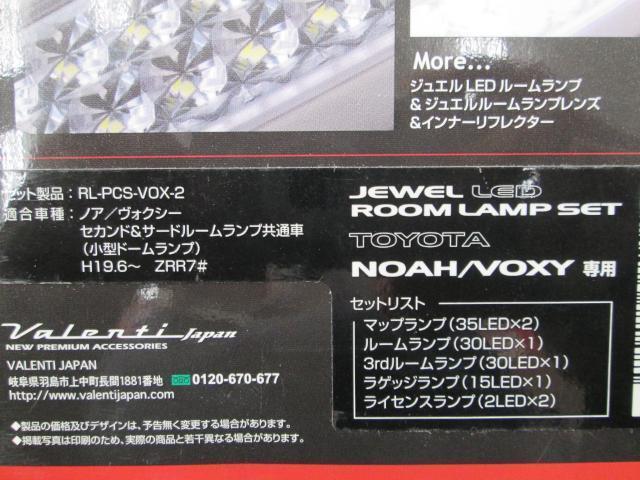 More...
ジュエルLEDルームランプ
&ジュエルルームランプレンズ
&インナーリフレクター
セット製品：RL-PCS-VOX-2
適合車種：ノア／ヴォクシー
セカンド&サードルームランプ共通車
（小型ドームランプ）
H19.6〜 ZRR7#
JEWEL LED
ROOM LAMP SET
TOYOTA
NOAH/VOXY 専用
セットリスト
マップランプ（35LED×2）
ルームランプ（30LED×1）
3rdルームランプ（30LED×1）
ラゲッジランプ（15LED×1）
ライセンスランプ（2LED×2）
Valenti Japan
NEW PREMIUM ACCESSORIES
VALENTI JAPAN
岐阜県羽島市上中町長間1881番地 0120-670-677
http://www.valentijapan.com
◆製品の価格及びデザインは、予告無く変更する場合があります。
◆掲載写真は印刷のため、実際の商品と若干異なる場合があります。